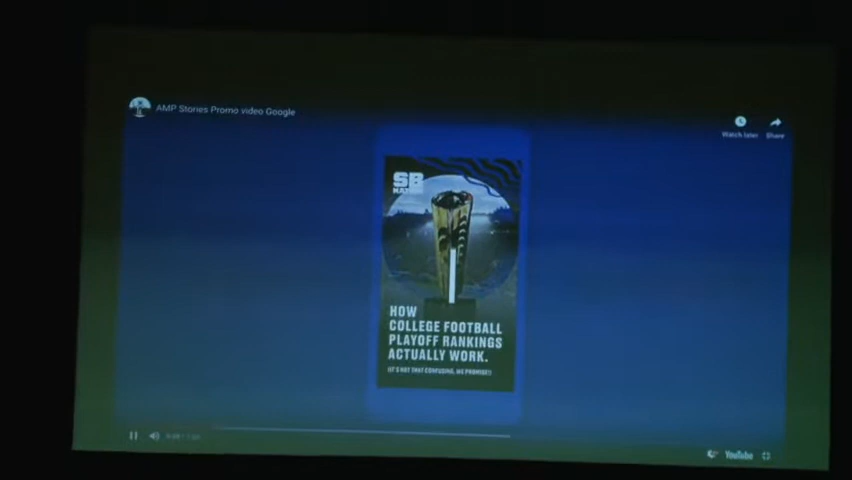 AMP Stories Promo video Google
Watch later
Share
SB
NATION
HOW
COLLEGE FOOTBALL
PLAYOFF RANKINGS
ACTUALLY WORK.
(IT'S NOT THAT CONFUSING, WE PROMISE!)
YouTube